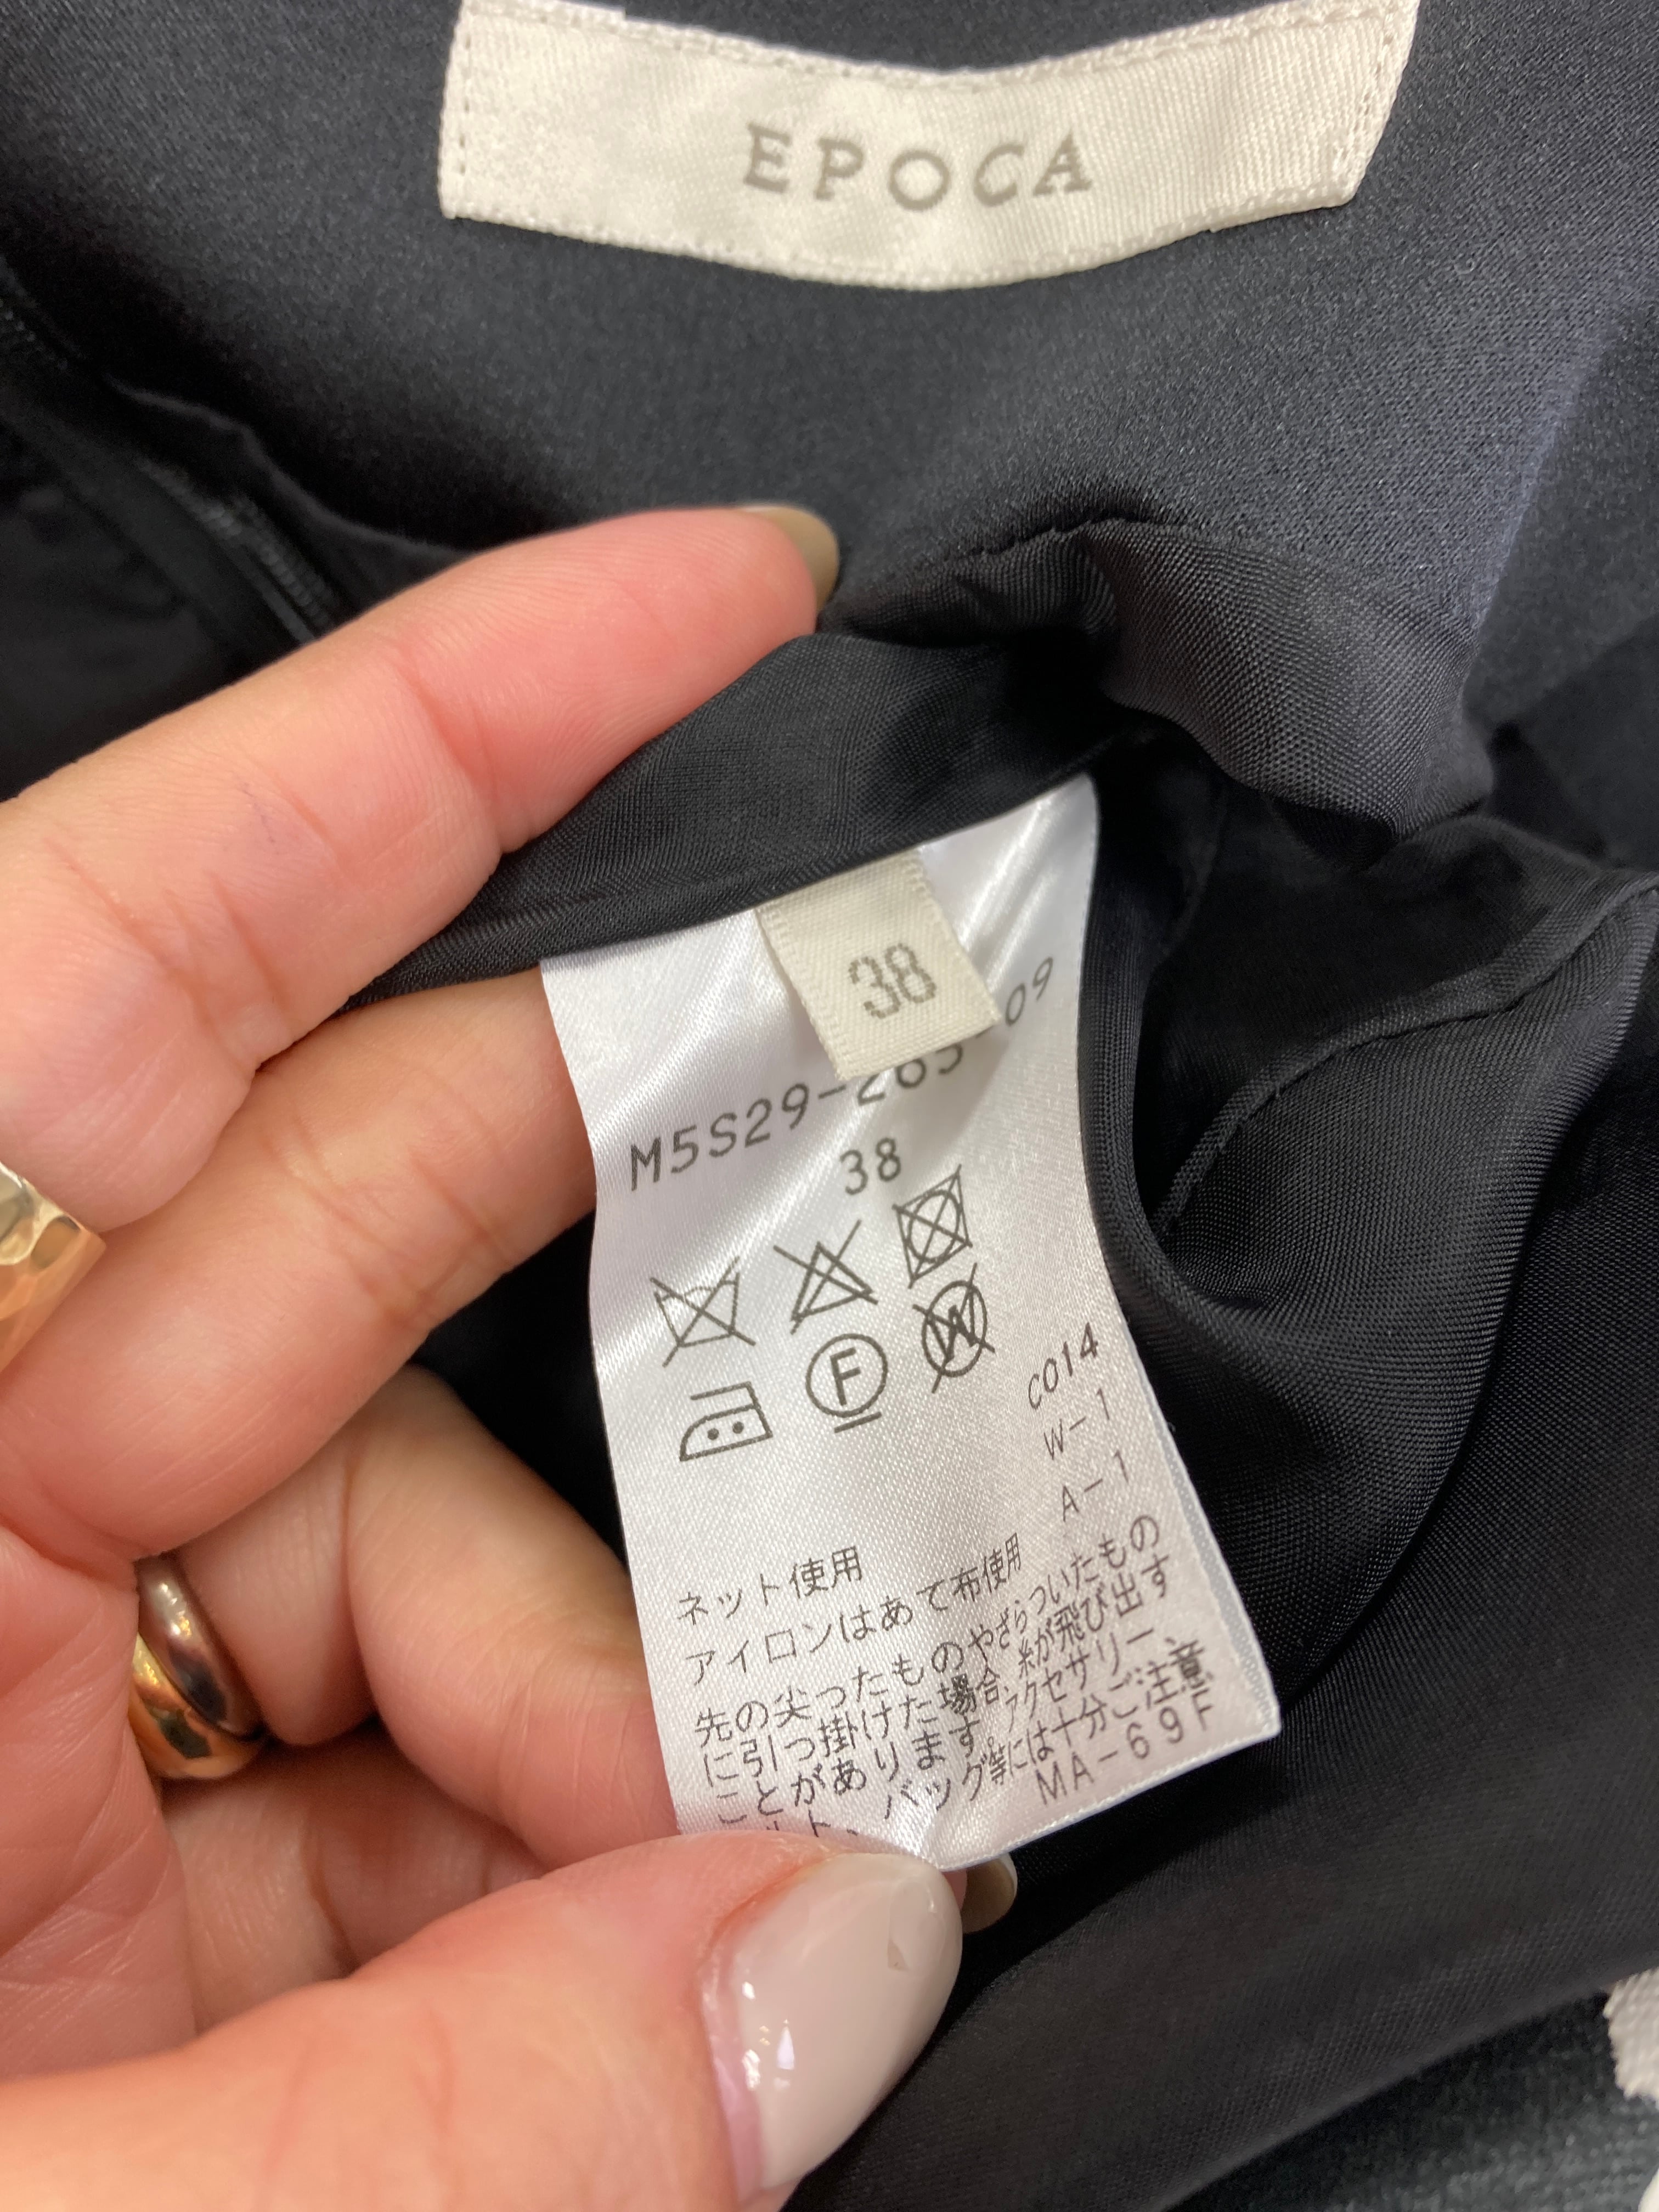 EPOCA
38
09
M5S29-265
38
W
F
C014
W-1
A-1
ネット使用
アイロンはあて布使用
先の尖ったものやざらついたもの
に引っ掛けた場合、糸が飛び出す
ことがあります。アクセサリー、
ト、バッグ等には十分ご注意
MA-69F